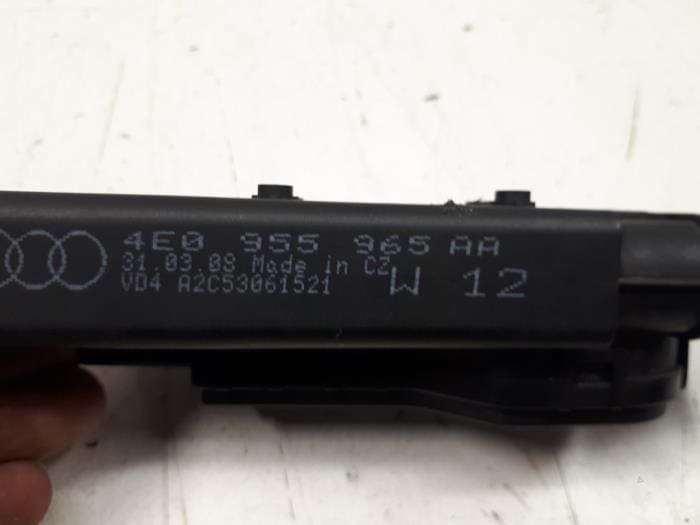 4E0 955 965 AA
31.03.08 Made in CZ
VD4 A2C53061521 W 12